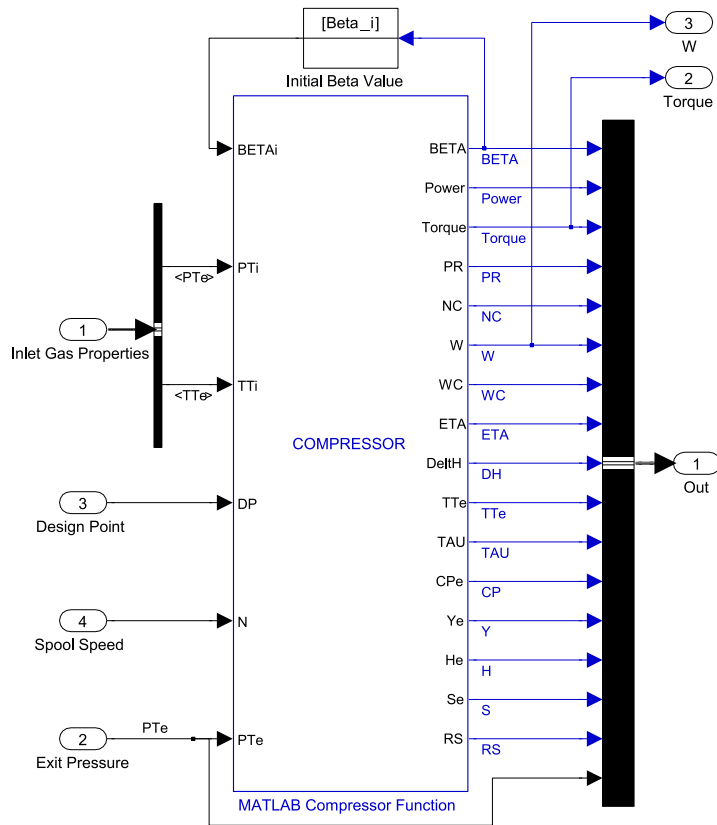 [Beta_i]
Initial Beta Value
3
W
2
Torque
BETAi
BETA
BETA
Power
Power
Torque
Torque
<PTe>
PTi
PR
PR
NC
NC
1
Inlet Gas Properties
W
W
<TTe>
TTi
WC
WC
ETA
ETA
COMPRESSOR
DeltH
DH
1
Out
3
Design Point
DP
TTe
TTe
TAU
TAU
CPe
CP
4
Spool Speed
N
Ye
Y
He
H
Se
S
2
Exit Pressure
PTe
PTe
RS
RS
MATLAB Compressor Function